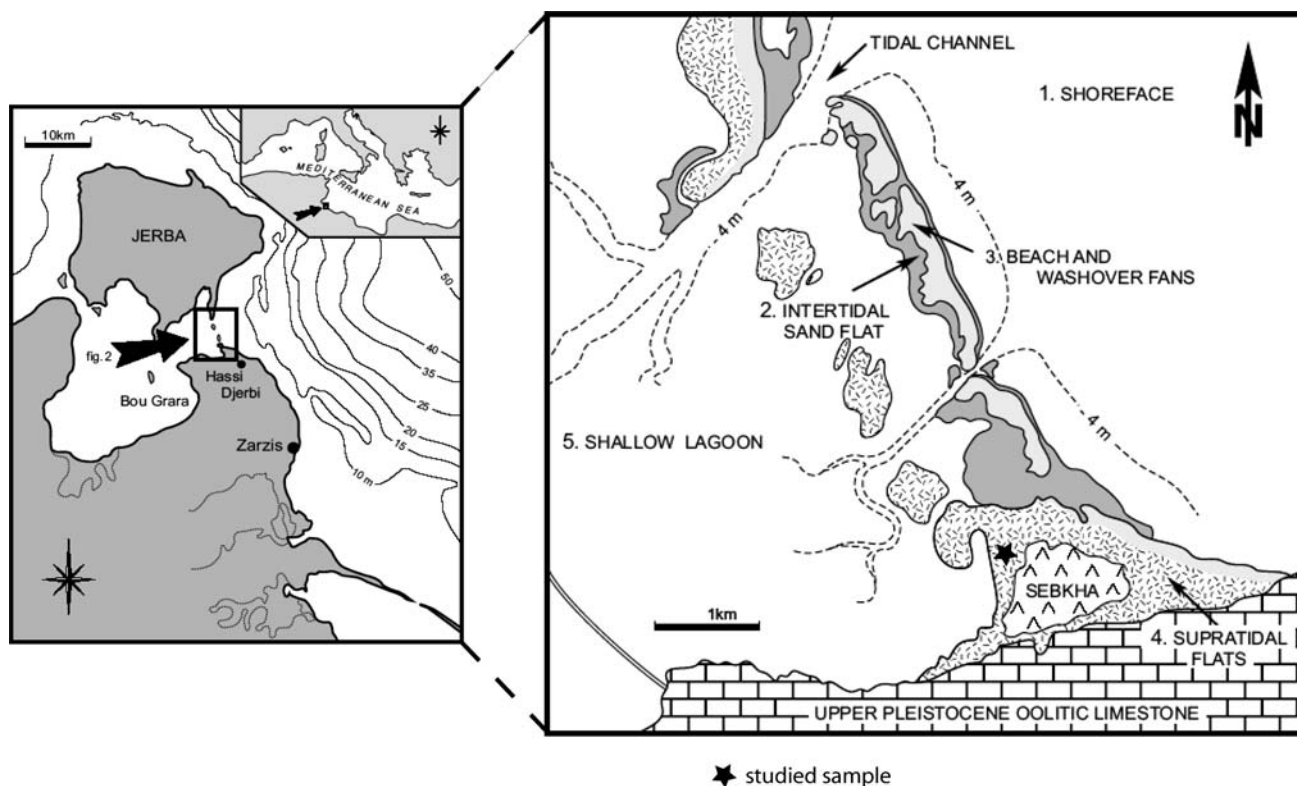 10km
MEDITERRANEAN SEA
JERBA
fig. 2
Hassi
Djerbi
Bou Grara
Zarzis
50
40
35
25
20
15
10 m
TIDAL CHANNEL
1. SHOREFACE
N
4 m
4 m
3. BEACH AND
WASHOVER FANS
2. INTERTIDAL
SAND FLAT
4 m
5. SHALLOW LAGOON
SEBKHA
1km
4. SUPRATIDAL
FLATS
UPPER PLEISTOCENE OOLITIC LIMESTONE
studied sample